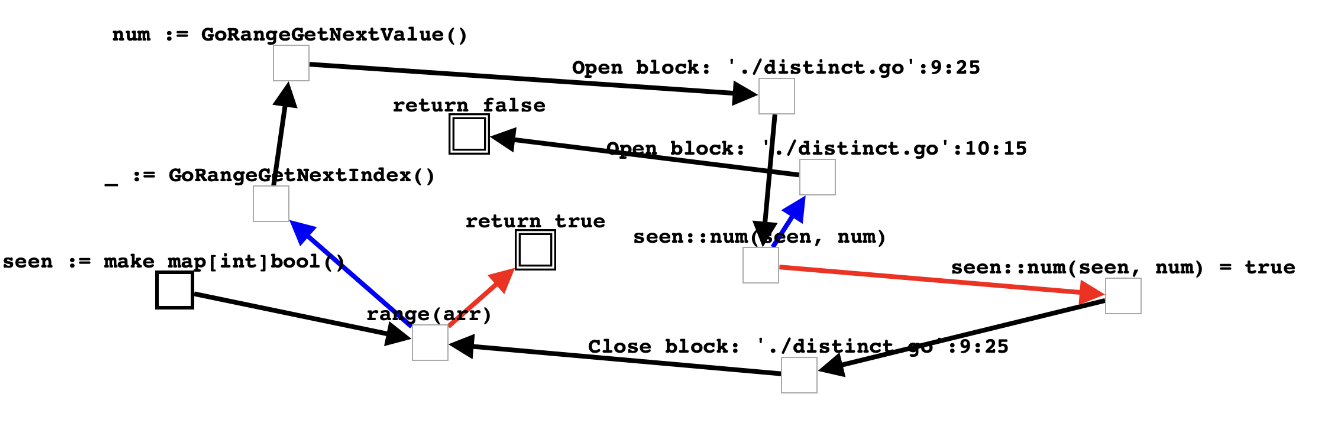 num := GoRangeGetNextValue()
Open block: './distinct.go':9:25
return false
Open block: './distinct.go':10:15
_ := GoRangeGetNextIndex()
return true
seen::num(seen, num)
seen := make map[int]bool()
seen::num(seen, num) = true
range(arr)
Close block: './distinct.go':9:25